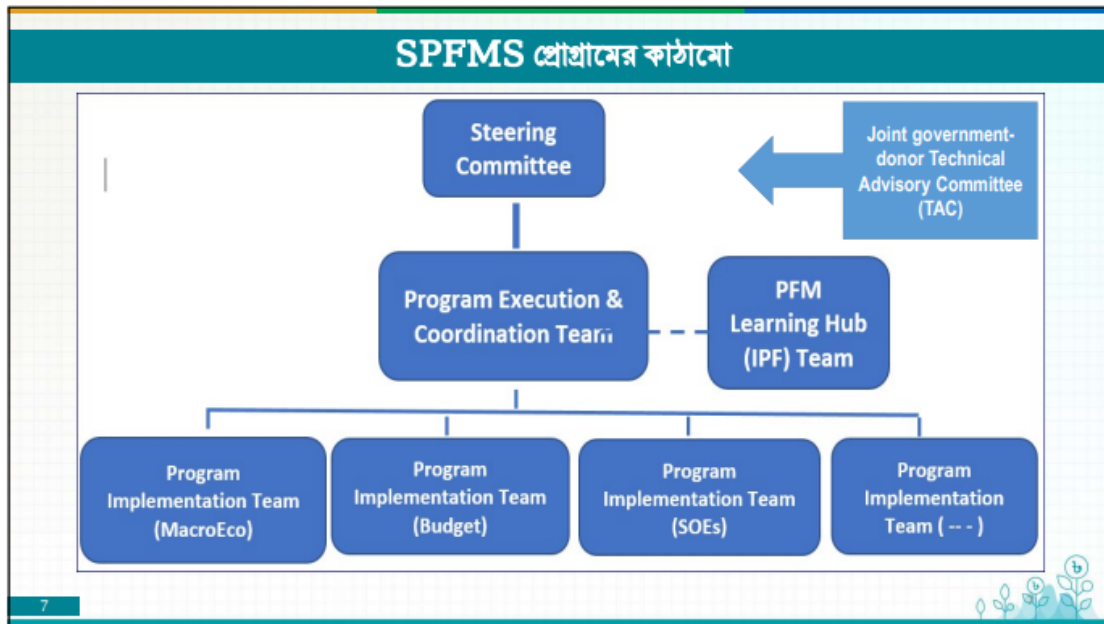 SPFMS প্রোগ্রামের কাঠামো
Steering
Committee
Joint government-
donor Technical
Advisory Committee
(TAC)
Program Execution &
Coordination Team
PFM
Learning Hub
(IPF) Team
Program
Implementation Team
(MacroEco)
Program
Implementation Team
(Budget)
Program
Implementation Team
(SOEs)
Program
Implementation
Team ( -- - )
7
৳
৳
৳